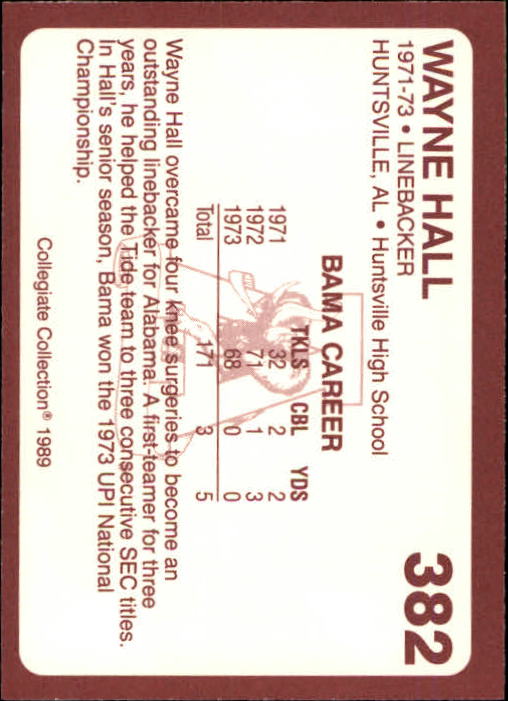 WAYNE HALL 382
1971-73 • LINEBACKER
HUNTSVILLE, AL • Huntsville High School
BAMA CAREER
TKLS CBL YDS
1971 32 2 2
1972 71 1 3
1973 68 0 0
Total 171 3 5
Wayne Hall overcame four knee surgeries to become an
outstanding linebacker for Alabama. A first-teamer for three
years, he helped the Tide team to three consecutive SEC titles.
In Hall's senior season, Bama won the 1973 UPI National
Championship.
Collegiate Collection® 1989